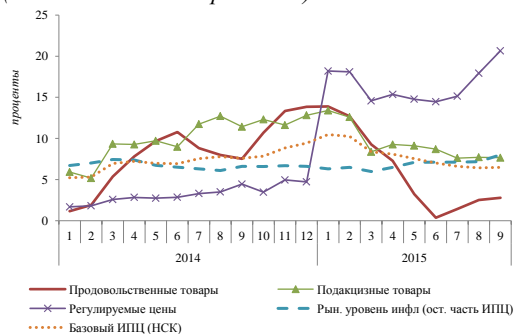 проценты
25
20
15
10
5
0
1 2 3 4 5 6 7 8 9 10 11 12 1 2 3 4 5 6 7 8 9
2014 2015
Продовольственные товары Подакцизные товары
Регулируемые цены Рын. уровень инфл (ост. часть ИПЦ)
Базовый ИПЦ (НСК)